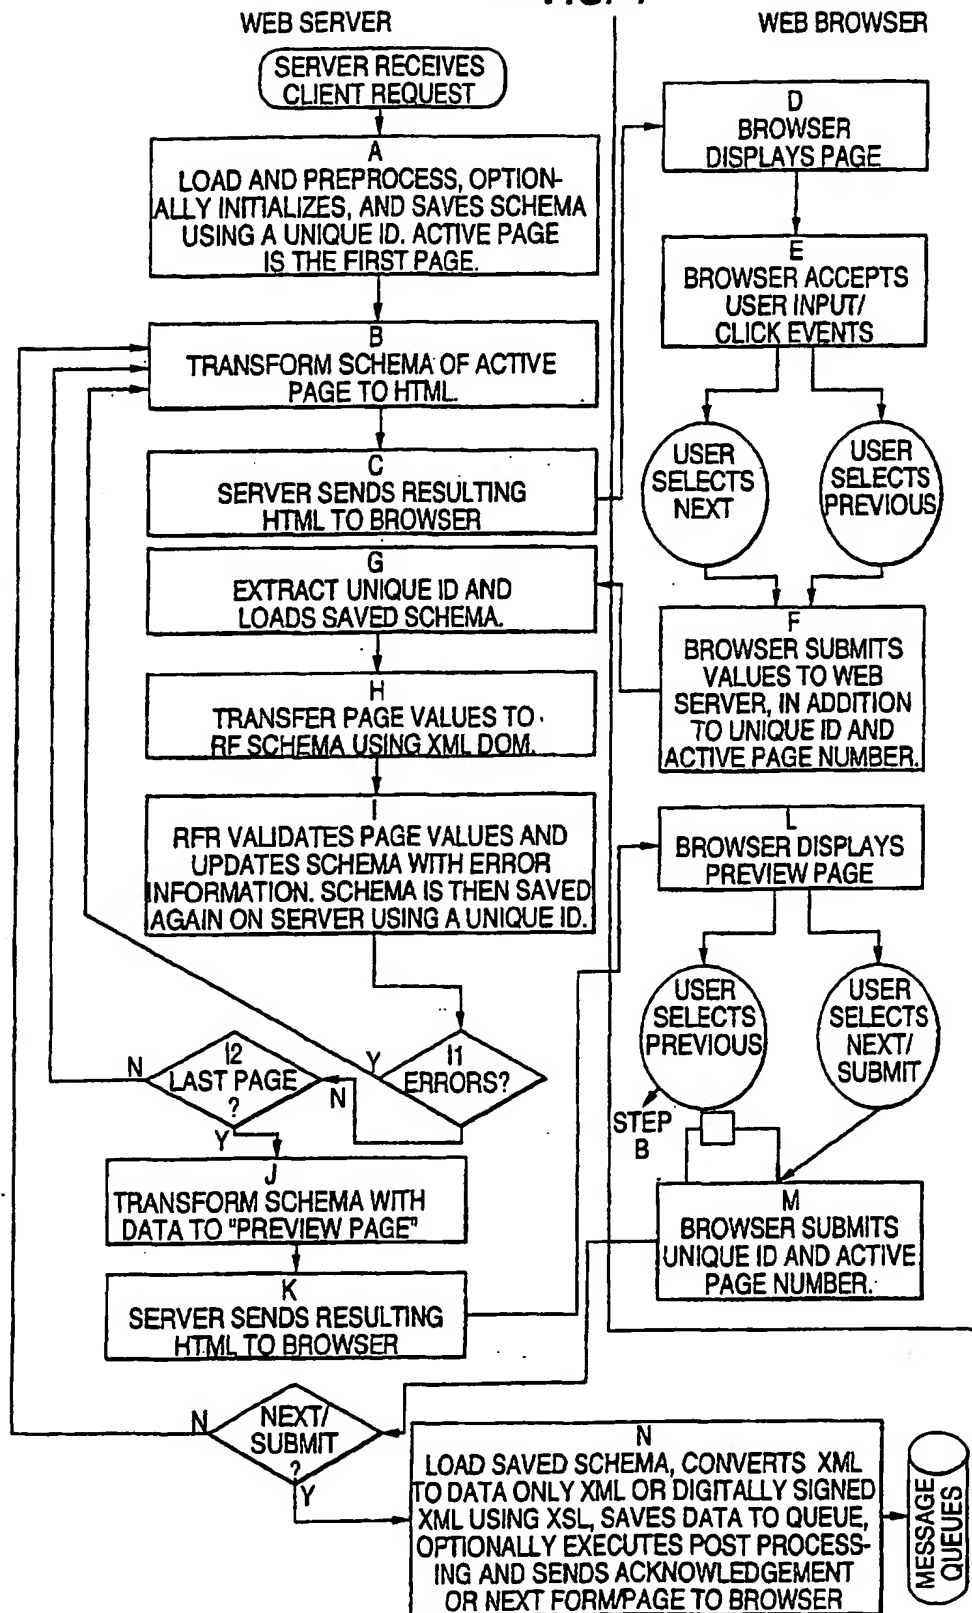 WEB SERVER
WEB BROWSER
SERVER RECEIVES
CLIENT REQUEST
A
LOAD AND PREPROCESS, OPTION-
ALLY INITIALIZES, AND SAVES SCHEMA
USING A UNIQUE ID. ACTIVE PAGE
IS THE FIRST PAGE.
B
TRANSFORM SCHEMA OF ACTIVE
PAGE TO HTML.
C
SERVER SENDS RESULTING
HTML TO BROWSER
D
BROWSER
DISPLAYS PAGE
E
BROWSER ACCEPTS
USER INPUT/
CLICK EVENTS
USER
SELECTS
NEXT
USER
SELECTS
PREVIOUS
F
BROWSER SUBMITS
VALUES TO WEB
SERVER, IN ADDITION
TO UNIQUE ID AND
ACTIVE PAGE NUMBER.
G
EXTRACT UNIQUE ID AND
LOADS SAVED SCHEMA.
H
TRANSFER PAGE VALUES TO
RF SCHEMA USING XML DOM.
I
RFR VALIDATES PAGE VALUES AND
UPDATES SCHEMA WITH ERROR
INFORMATION. SCHEMA IS THEN SAVED
AGAIN ON SERVER USING A UNIQUE ID.
I1
ERRORS?
Y
N
I2
LAST PAGE
?
N
Y
J
TRANSFORM SCHEMA WITH
DATA TO "PREVIEW PAGE"
K
SERVER SENDS RESULTING
HTML TO BROWSER
L
BROWSER DISPLAYS
PREVIEW PAGE
USER
SELECTS
PREVIOUS
USER
SELECTS
NEXT/
SUBMIT
STEP
B
M
BROWSER SUBMITS
UNIQUE ID AND ACTIVE
PAGE NUMBER.
NEXT/
SUBMIT
?
N
Y
N
LOAD SAVED SCHEMA, CONVERTS XML
TO DATA ONLY XML OR DIGITALLY SIGNED
XML USING XSL, SAVES DATA TO QUEUE,
OPTIONALLY EXECUTES POST PROCESS-
ING AND SENDS ACKNOWLEDGEMENT
OR NEXT FORM/PAGE TO BROWSER
MESSAGE
QUEUES